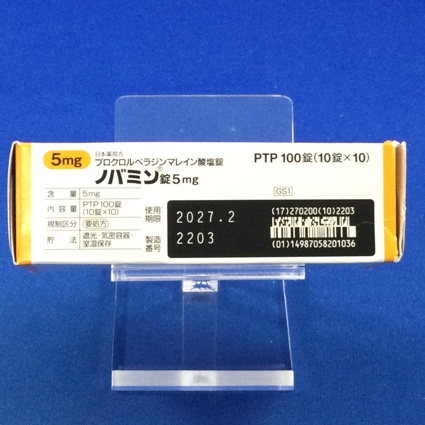 5mg
日本薬局方
プロクロルペラジンマレイン酸塩錠
ノバミン®錠5mg
PTP 100錠(10錠×10)
GS1
含量 5mg
内容量 PTP 100錠
(10錠×10)
規制区分 要処方
貯法 遮光・気密容器・
室温保存
使用
期限
2027.2
製造
番号
2203
(17)270200(10)2203
(01)14987058201036